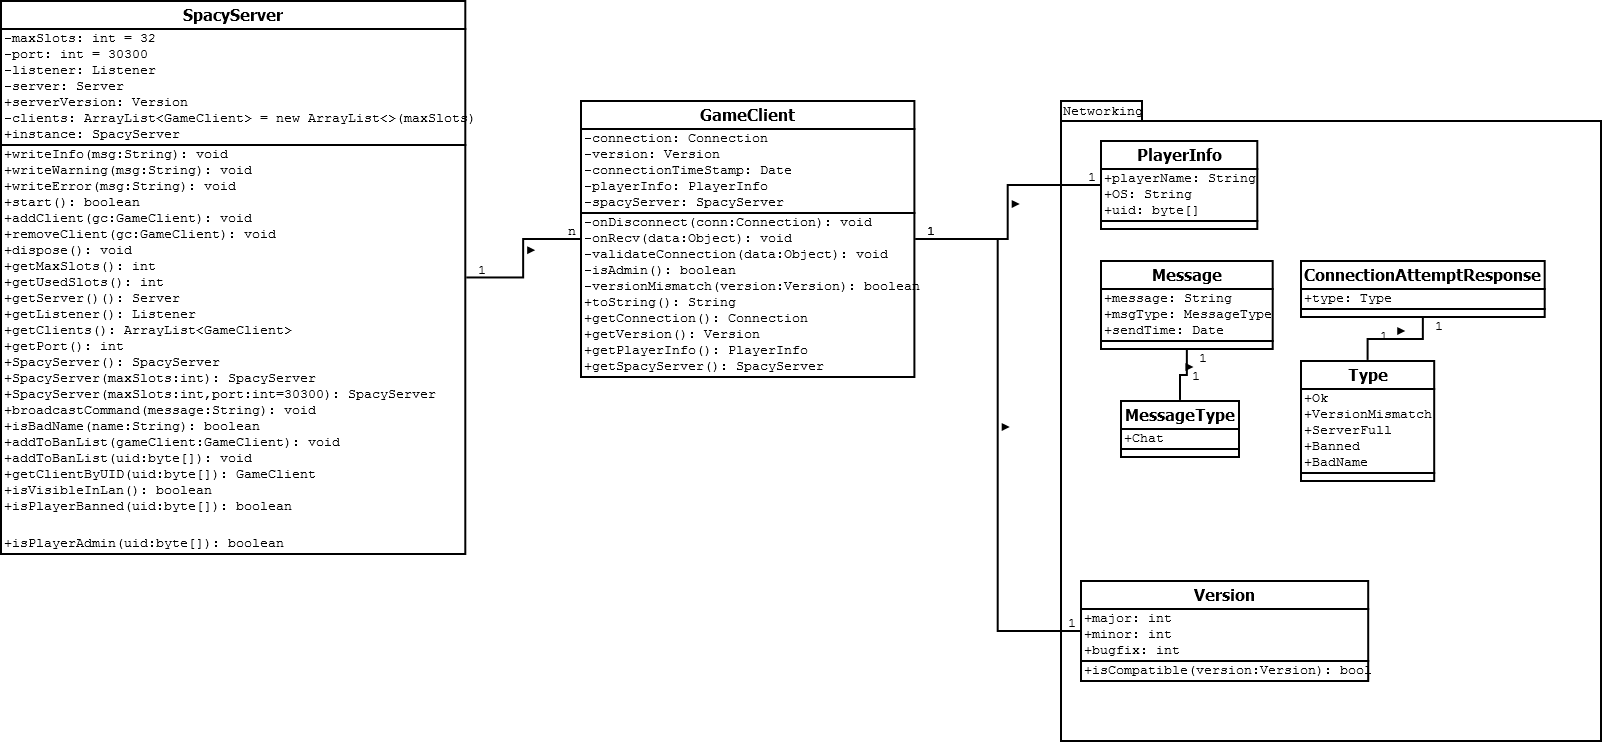 SpacyServer
-maxSlots: int = 32
-port: int = 30300
-listener: Listener
-server: Server
+serverVersion: Version
-clients: ArrayList<GameClient> = new ArrayList<>(maxSlots)
+instance: SpacyServer
+writeInfo(msg:String): void
+writeWarning(msg:String): void
+writeError(msg:String): void
+start(): boolean
+addClient(gc:GameClient): void
+removeClient(gc:GameClient): void
+dispose(): void
+getMaxSlots(): int
+getUsedSlots(): int
+getServer()(): Server
+getListener(): Listener
+getClients(): ArrayList<GameClient>
+getPort(): int
+SpacyServer(): SpacyServer
+SpacyServer(maxSlots:int): SpacyServer
+SpacyServer(maxSlots:int,port:int=30300): SpacyServer
+broadcastCommand(message:String): void
+isBadName(name:String): boolean
+addToBanList(gameClient:GameClient): void
+addToBanList(uid:byte[]): void
+getClientByUID(uid:byte[]): GameClient
+isVisibleInLan(): boolean
+isPlayerBanned(uid:byte[]): boolean
+isPlayerAdmin(uid:byte[]): boolean
1
n
GameClient
-connection: Connection
-version: Version
-connectionTimeStamp: Date
-playerInfo: PlayerInfo
-spacyServer: SpacyServer
-onDisconnect(conn:Connection): void
-onRecv(data:Object): void
-validateConnection(data:Object): void
-isAdmin(): boolean
-versionMismatch(version:Version): boolean
+toString(): String
+getConnection(): Connection
+getVersion(): Version
+getPlayerInfo(): PlayerInfo
+getSpacyServer(): SpacyServer
1
1
1
Networking
PlayerInfo
+playerName: String
+OS: String
+uid: byte[]
Message
+message: String
+msgType: MessageType
+sendTime: Date
1
1
MessageType
+Chat
ConnectionAttemptResponse
+type: Type
1
1
Type
+Ok
+VersionMismatch
+ServerFull
+Banned
+BadName
Version
+major: int
+minor: int
+bugfix: int
+isCompatible(version:Version): bool